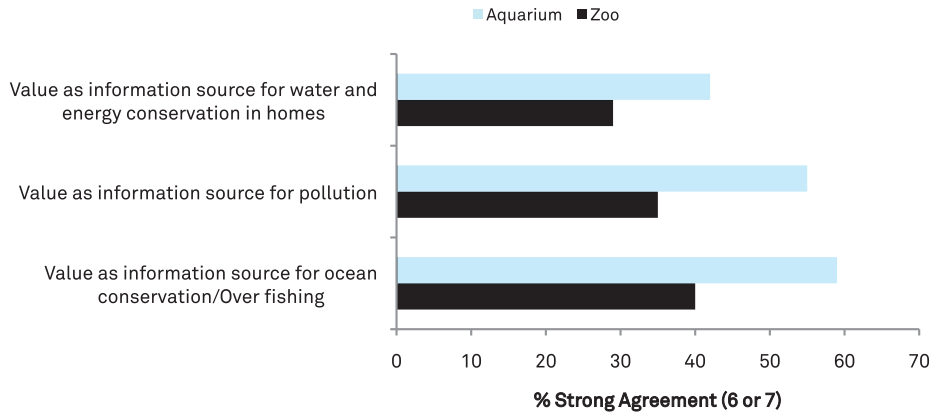 Aquarium Zoo
Value as information source for water and
energy conservation in homes
Value as information source for pollution
Value as information source for ocean
conservation/Over fishing
0 10 20 30 40 50 60 70
% Strong Agreement (6 or 7)